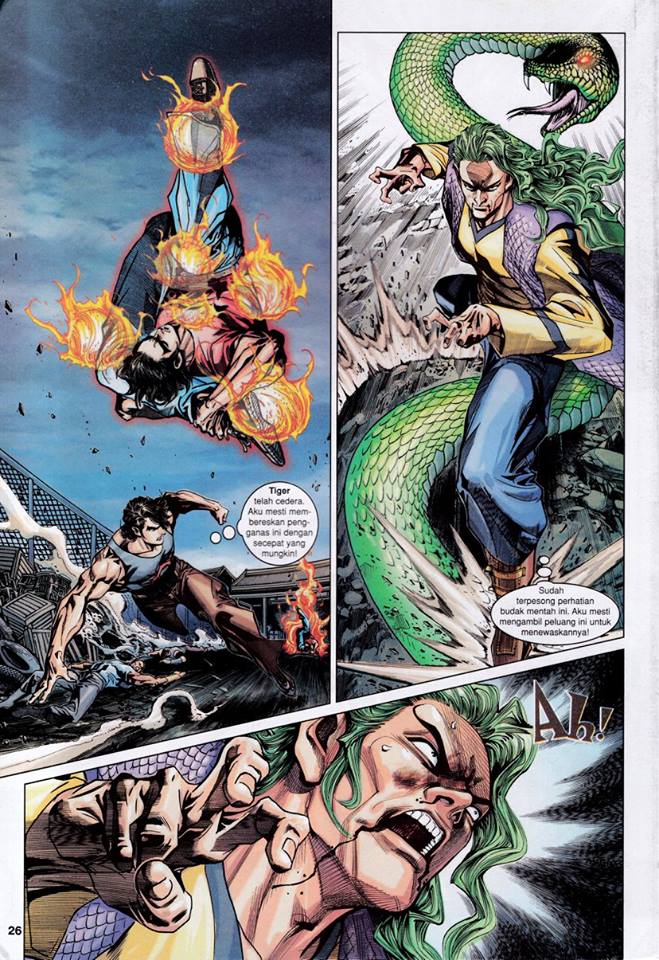 Tiger
telah cedera.
Aku mesti mem-
bereskan peng-
ganas ini dengan
secepat yang
mungkin!
Sudah
terpesong perhatian
budak mentah ini. Aku mesti
mengambil peluang ini untuk
menewaskannya!
Ah!
26